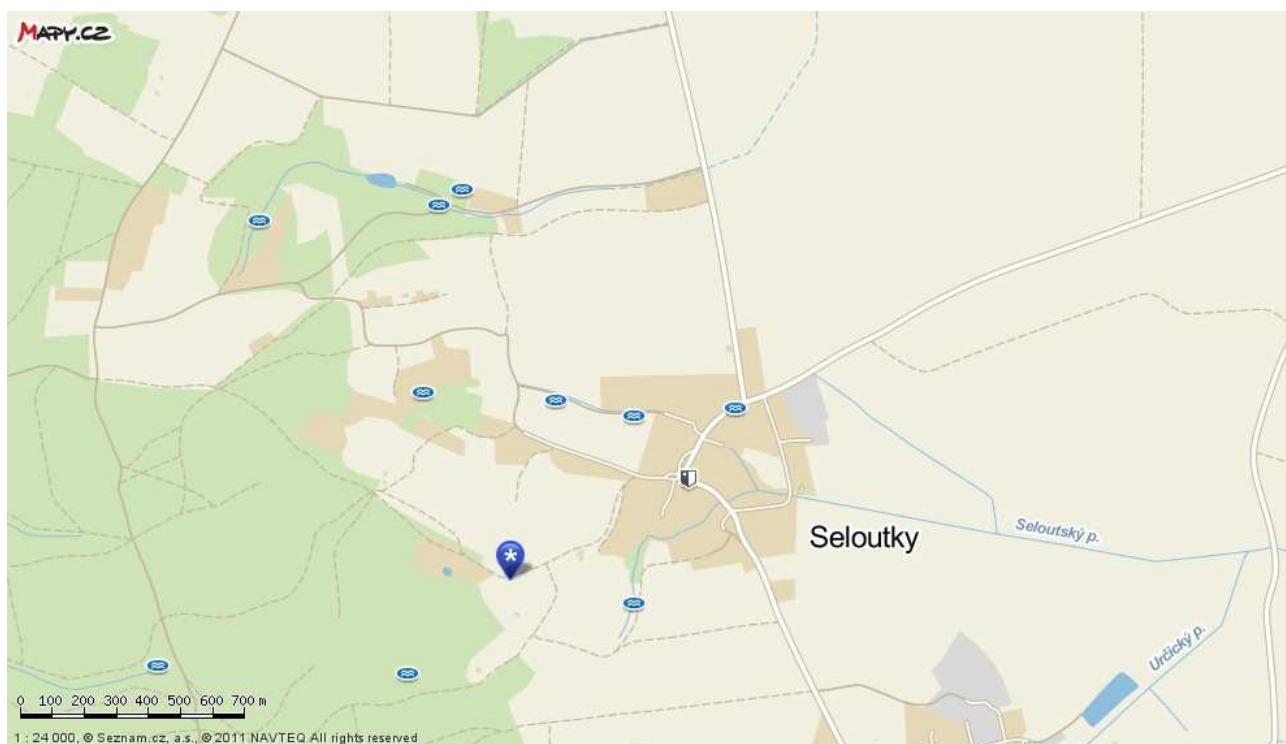 MAPY.CZ
Seloutky
Seloutský p.
Určický p.
0 100 200 300 400 500 600 700 m
1 : 24 000, © Seznam.cz, a.s., © 2011 NAVTEQ All rights reserved